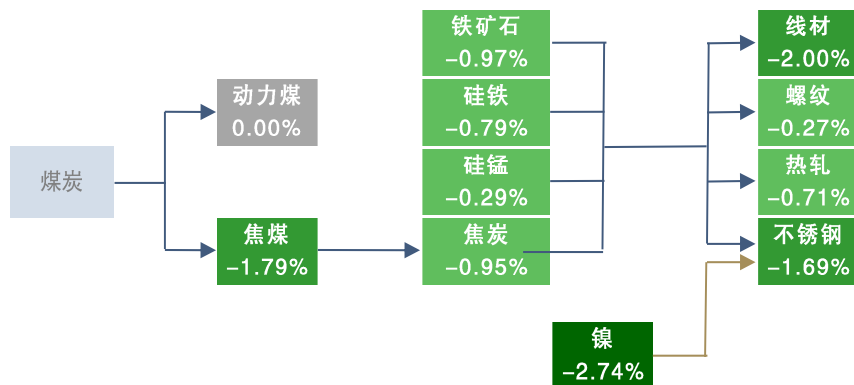 煤炭
动力煤
0.00%
焦煤
-1.79%
铁矿石
-0.97%
硅铁
-0.79%
硅锰
-0.29%
焦炭
-0.95%
镍
-2.74%
线材
-2.00%
螺纹
-0.27%
热轧
-0.71%
不锈钢
-1.69%